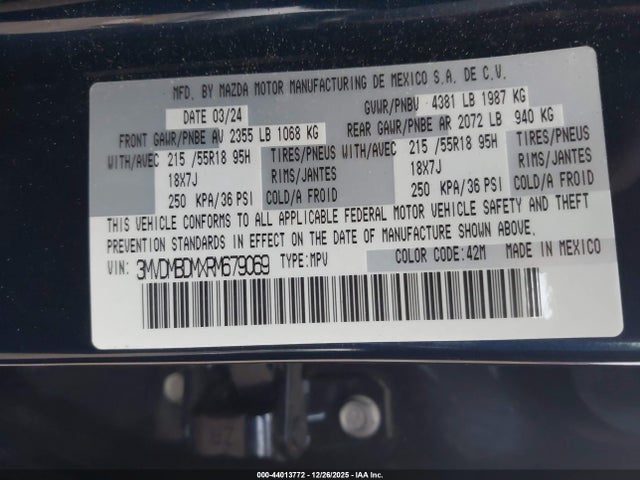 MFD. BY MAZDA MOTOR MANUFACTURING DE MEXICO S.A. DE C.V.
DATE 03/24 GVWR/PNBV 4381 LB 1987 KG
FRONT GAWR/PNBE AV 2355 LB 1068 KG REAR GAWR/PNBE AR 2072 LB 940 KG
WITH/AVEC 215 /55R18 95H TIRES/PNEUS WITH/AVEC 215 /55R18 95H TIRES/PNEUS
18X7J RIMS/JANTES 18X7J RIMS/JANTES
250 KPA/36 PSI COLD/A FROID 250 KPA/36 PSI COLD/A FROID
THIS VEHICLE CONFORMS TO ALL APPLICABLE FEDERAL MOTOR VEHICLE SAFETY AND THEFT
PREVENTION STANDARDS IN EFFECT ON THE DATE OF MANUFACTURE SHOWN ABOVE.
VIN: 3MVDMBDMXRM679069 TYPE:MPV COLOR CODE:42M MADE IN MEXICO
000-44013772 - 12/26/2025 - IAA Inc.